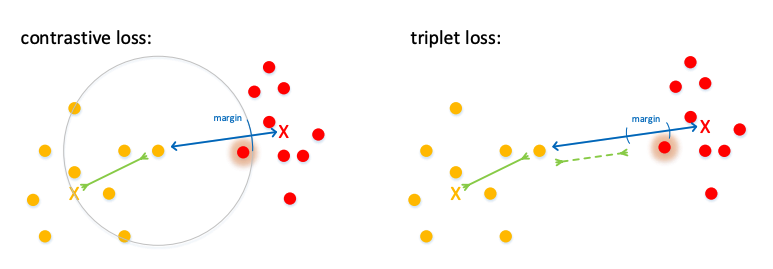 contrastive loss:
triplet loss:
margin
X
X
margin
X
X